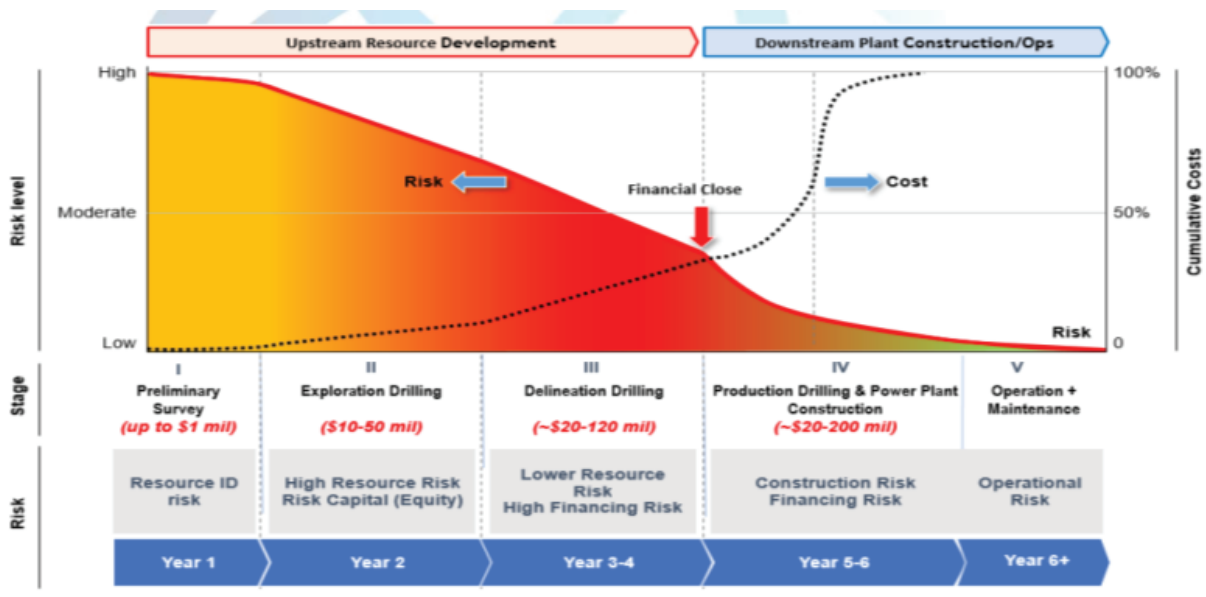 Upstream Resource Development
Downstream Plant Construction/Ops
High
100%
Risk
Cost
Financial Close
Moderate
50%
Risk level
Cumulative Costs
Risk
Low
0
Stage
I
II
III
IV
V
Preliminary
Survey
(up to $1 mil)
Exploration Drilling
($10-50 mil)
Delineation Drilling
(~$20-120 mil)
Production Drilling & Power Plant
Construction
(~$20-200 mil)
Operation +
Maintenance
Risk
Resource ID
risk
High Resource Risk
Risk Capital (Equity)
Lower Resource
Risk
High Financing Risk
Construction Risk
Financing Risk
Operational
Risk
Year 1
Year 2
Year 3-4
Year 5-6
Year 6+